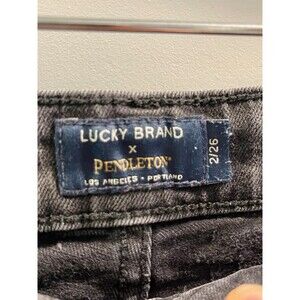 LUCKY BRAND
x
PENDLETON®
LOS ANGELES • PORTLAND
2/26